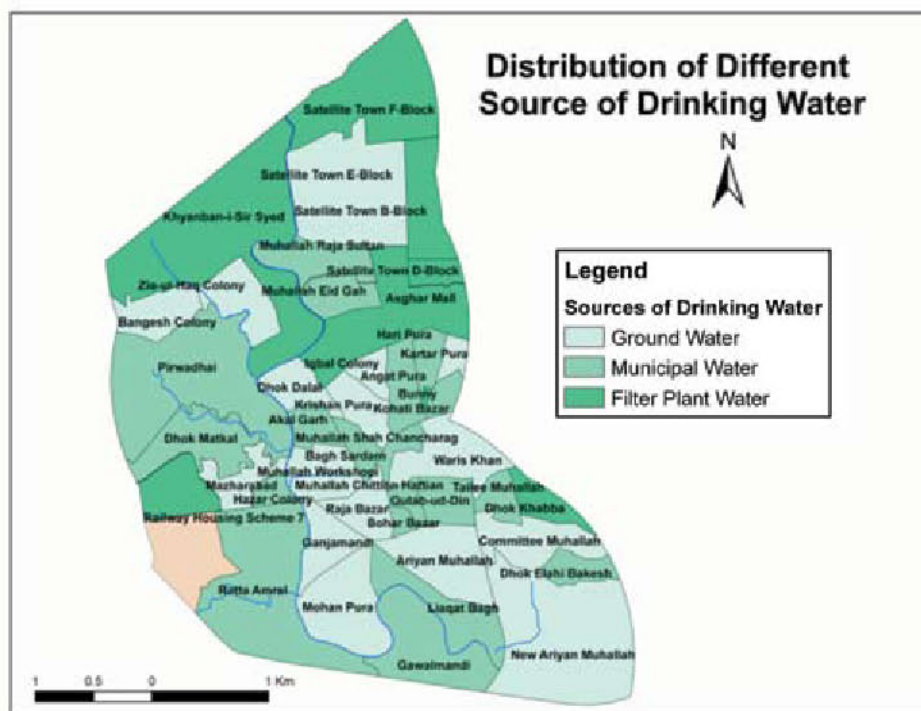 Distribution of Different
Source of Drinking Water
N
Satellite Town F-Block
Satellite Town E-Block
Khyanban-i-Sir Syed
Satellite Town B-Block
Muhallah Raja Sultan
Satellite Town D-Block
Zia-ul-Haq Colony
Muhallah Eid Gah
Asghar Mall
Bangesh Colony
Hari Pura
Kartar Pura
Iqbal Colony
Pirwadhai
Angat Pura
Dhok Dalal
Bunny
Krishan Pura
Kohati Bazar
Akal Garh
Dhok Matkal
Muhallah Shah Chancharag
Bagh Sardarn
Waris Khan
Muhallah Workshopi
Mazharabad
Muhallah Chittian Hattian
Tailee Muhallah
Hazar Colony
Qutab-ud-Din
Raja Bazar
Dhok Khabba
Railway Housing Scheme 7
Bohar Bazar
Ganjamandi
Committee Muhallah
Ariyan Muhallah
Dhok Elahi Bakesh
Ratta Amral
Mohan Pura
Liaqat Bagh
New Ariyan Muhallah
Gawalmandi
Legend
Sources of Drinking Water
Ground Water
Municipal Water
Filter Plant Water
1 0.5 0 1 Km